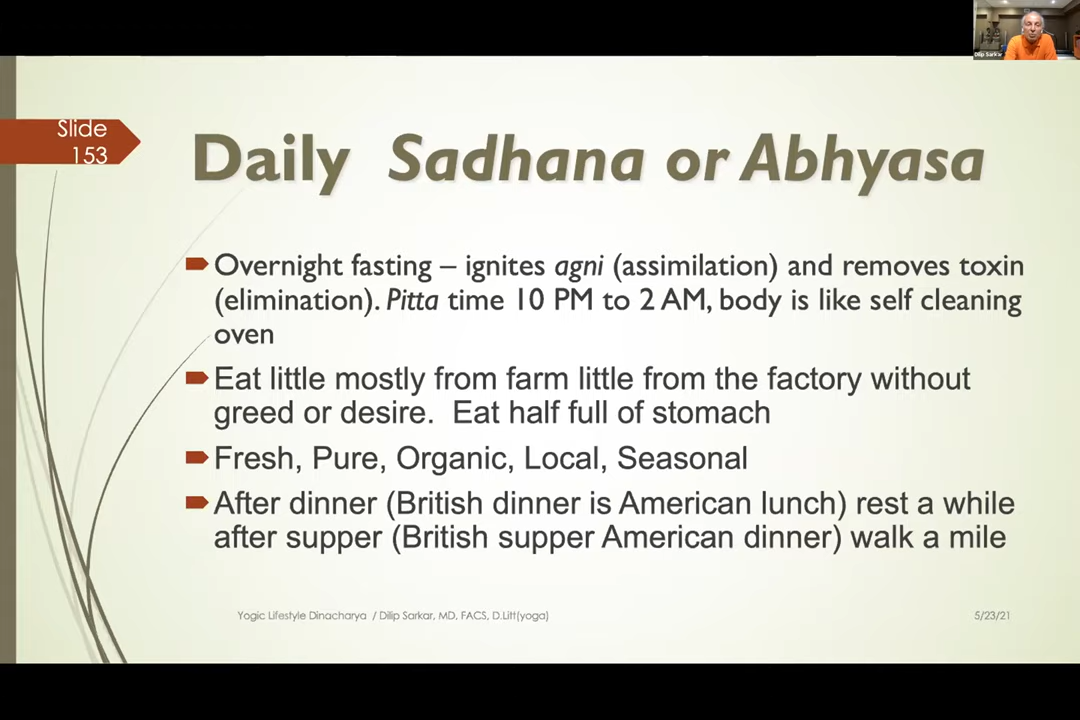 Dilip Sarkar
Slide
153
Daily Sadhana or Abhyasa
Overnight fasting – ignites agni (assimilation) and removes toxin
(elimination). Pitta time 10 PM to 2 AM, body is like self cleaning
oven
Eat little mostly from farm little from the factory without
greed or desire. Eat half full of stomach
Fresh, Pure, Organic, Local, Seasonal
After dinner (British dinner is American lunch) rest a while
after supper (British supper American dinner) walk a mile
Yogic Lifestyle Dinacharya / Dilip Sarkar, MD, FACS, D.Litt(yoga)
5/23/21